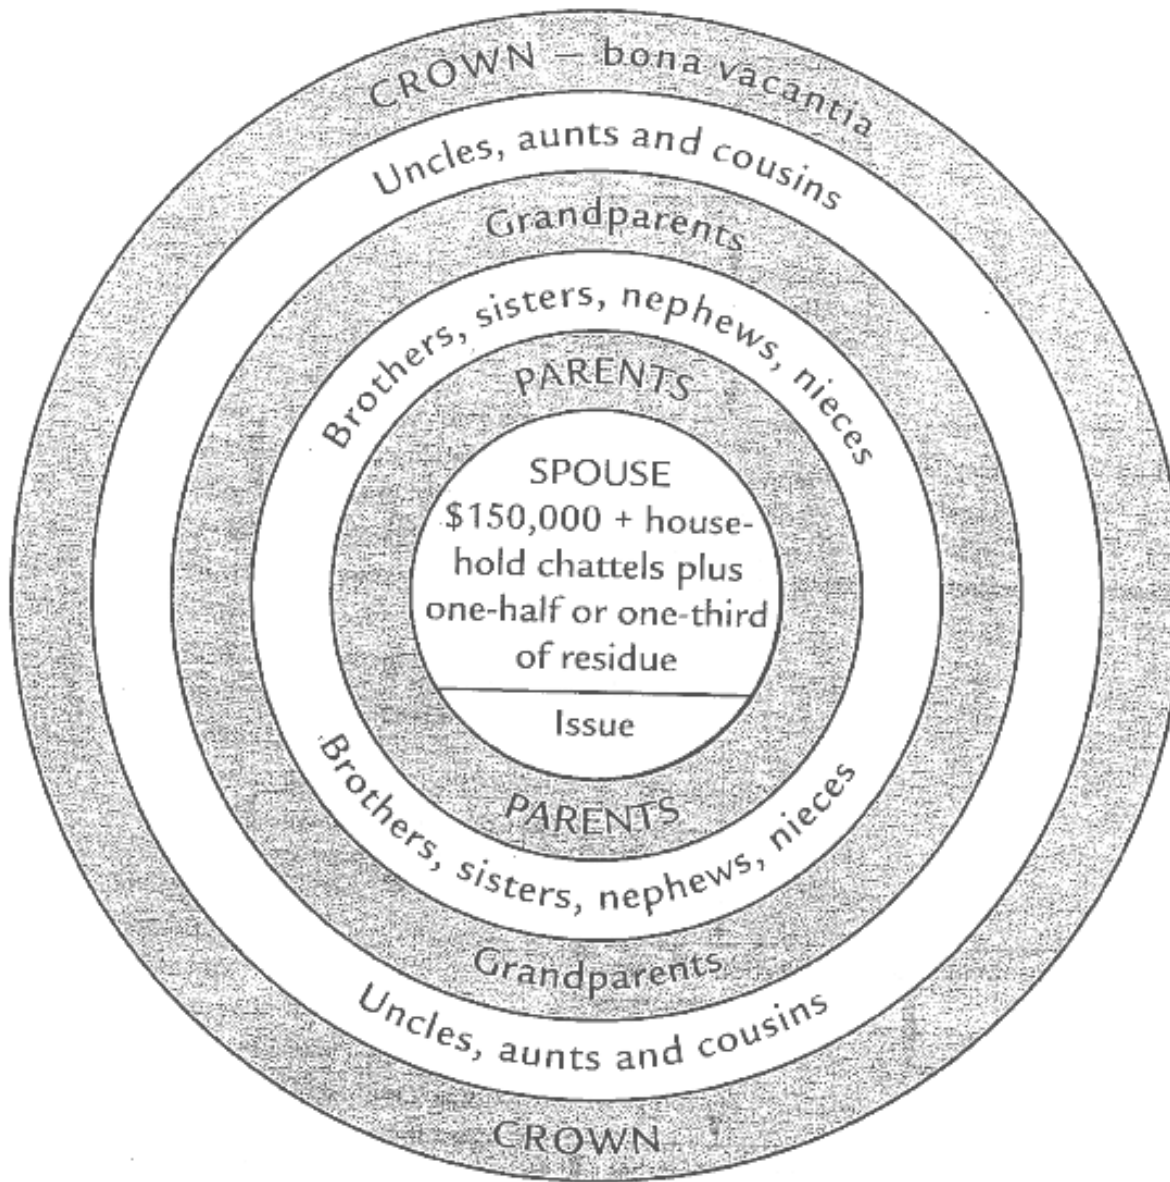 CROWN – bona vacantia
Uncles, aunts and cousins
Grandparents
Brothers, sisters, nephews, nieces
PARENTS
SPOUSE
$150,000 + house-
hold chattels plus
one-half or one-third
of residue
Issue
PARENTS
Brothers, sisters, nephews, nieces
Grandparents
Uncles, aunts and cousins
CROWN